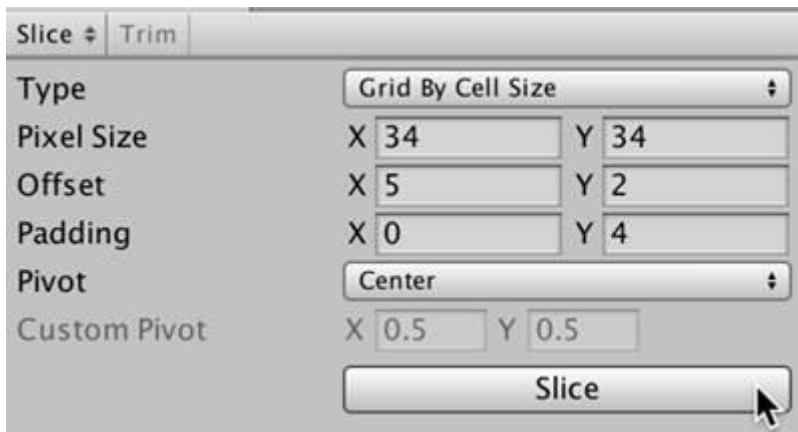 Slice Trim
Type Grid By Cell Size
Pixel Size X 34 Y 34
Offset X 5 Y 2
Padding X 0 Y 4
Pivot Center
Custom Pivot X 0.5 Y 0.5
Slice